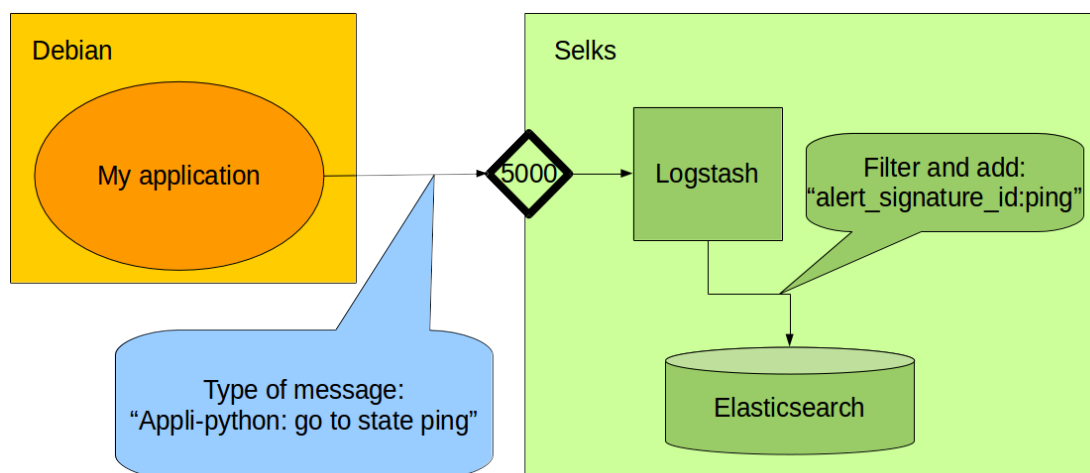 Debian
My application
Type of message:
“Appli-python: go to state ping”
Selks
5000
Logstash
Filter and add:
“alert_signature_id:ping”
Elasticsearch